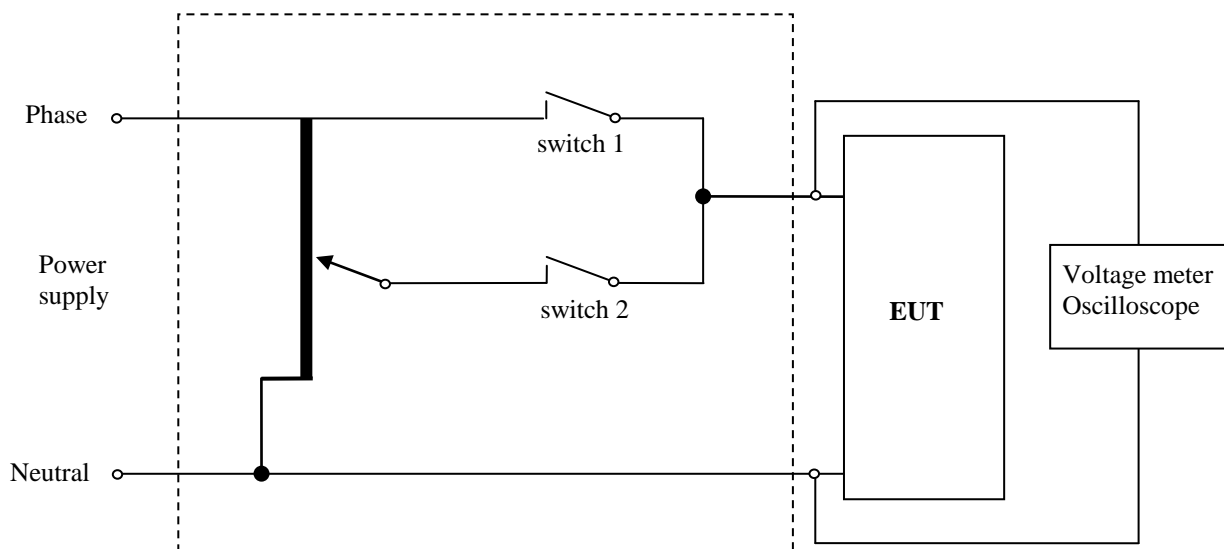 Phase
switch 1
Power
supply
switch 2
EUT
Voltage meter
Oscilloscope
Neutral